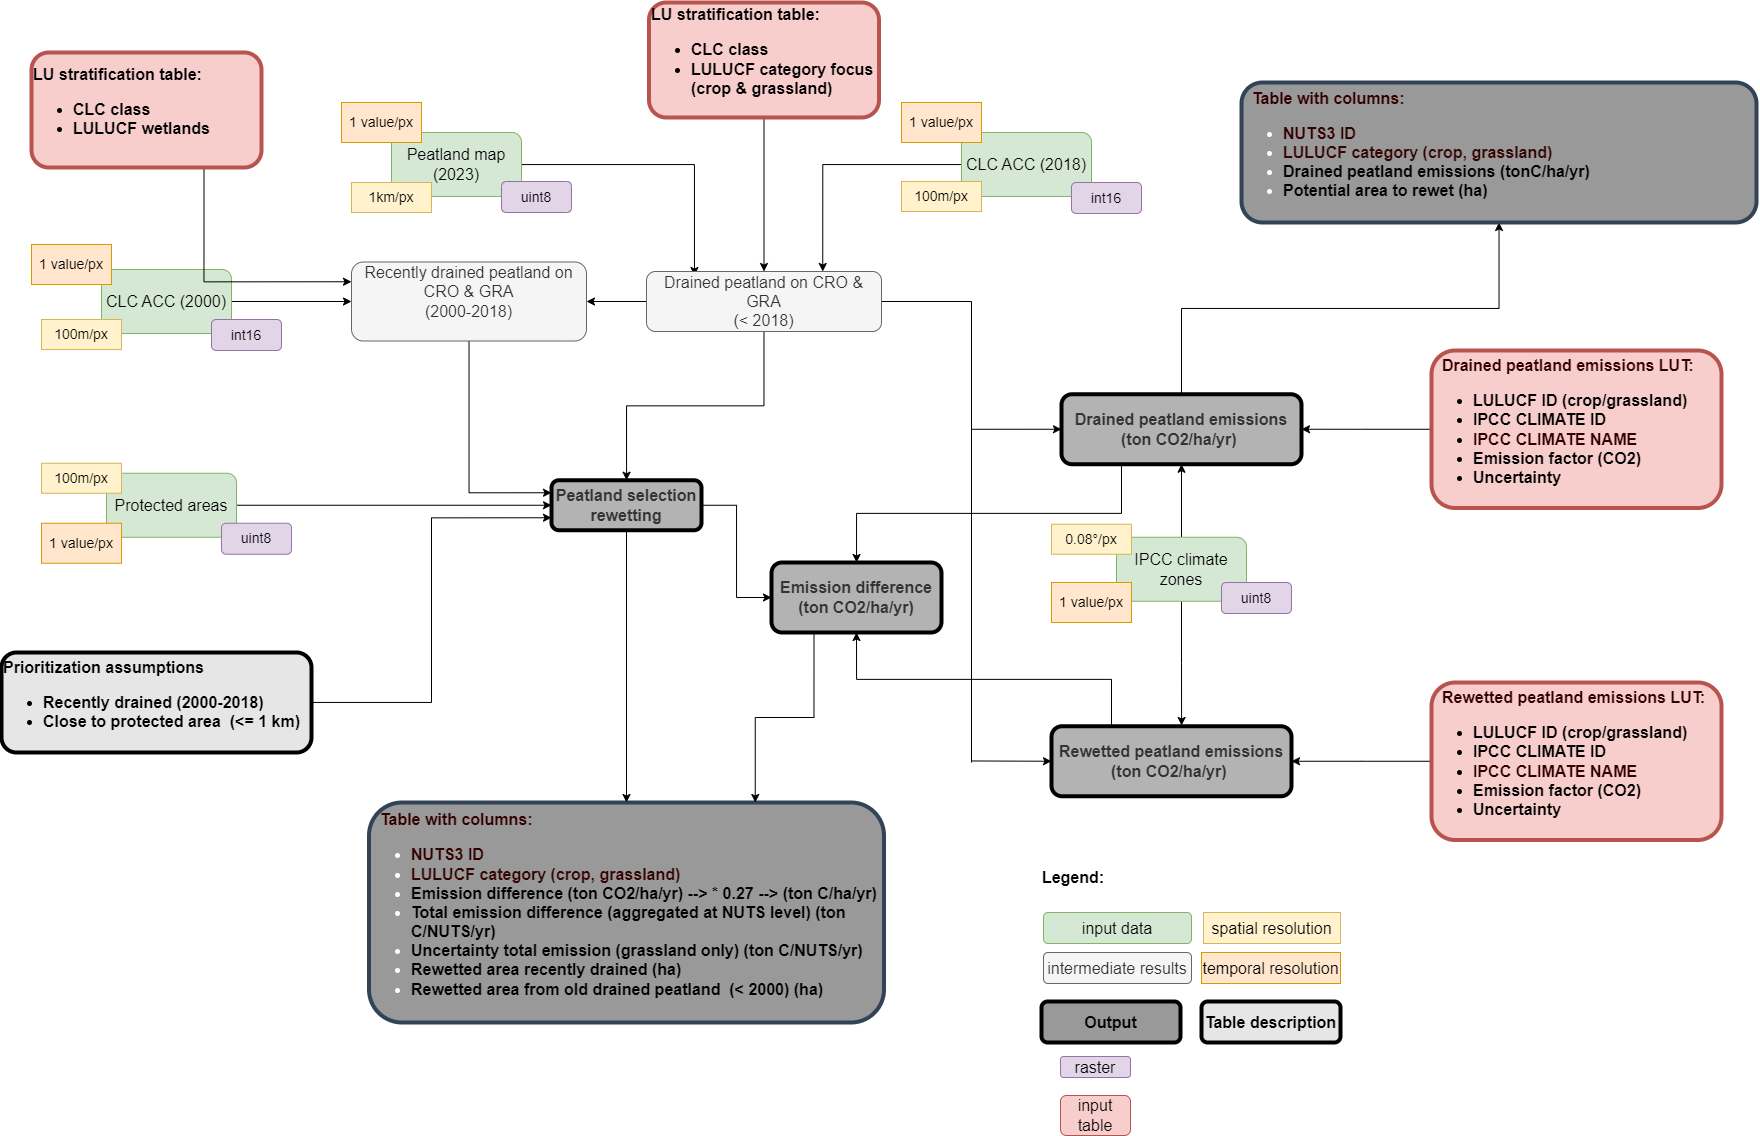 LU stratification table:
CLC class
LULUCF category focus
(crop & grassland)
LU stratification table:
CLC class
LULUCF wetlands
1 value/px
Peatland map
(2023)
1km/px
uint8
1 value/px
CLC ACC (2018)
100m/px
int16
Table with columns:
NUTS3 ID
LULUCF category (crop, grassland)
Drained peatland emissions (tonC/ha/yr)
Potential area to rewet (ha)
1 value/px
CLC ACC (2000)
100m/px
int16
Recently drained peatland on
CRO & GRA
(2000-2018)
Drained peatland on CRO &
GRA
(< 2018)
Drained peatland emissions LUT:
LULUCF ID (crop/grassland)
IPCC CLIMATE ID
IPCC CLIMATE NAME
Emission factor (CO2)
Uncertainty
Drained peatland emissions
(ton CO2/ha/yr)
100m/px
Protected areas
1 value/px
uint8
Peatland selection
rewetting
0.08°/px
IPCC climate
zones
1 value/px
uint8
Emission difference
(ton CO2/ha/yr)
Prioritization assumptions
Recently drained (2000-2018)
Close to protected area (<= 1 km)
Rewetted peatland emissions
(ton CO2/ha/yr)
Rewetted peatland emissions LUT:
LULUCF ID (crop/grassland)
IPCC CLIMATE ID
IPCC CLIMATE NAME
Emission factor (CO2)
Uncertainty
Table with columns:
NUTS3 ID
LULUCF category (crop, grassland)
Emission difference (ton CO2/ha/yr) --> * 0.27 --> (ton C/ha/yr)
Total emission difference (aggregated at NUTS level) (ton
C/NUTS/yr)
Uncertainty total emission (grassland only) (ton C/NUTS/yr)
Rewetted area recently drained (ha)
Rewetted area from old drained peatland (< 2000) (ha)
Legend:
input data
spatial resolution
intermediate results
temporal resolution
Output
Table description
raster
input
table